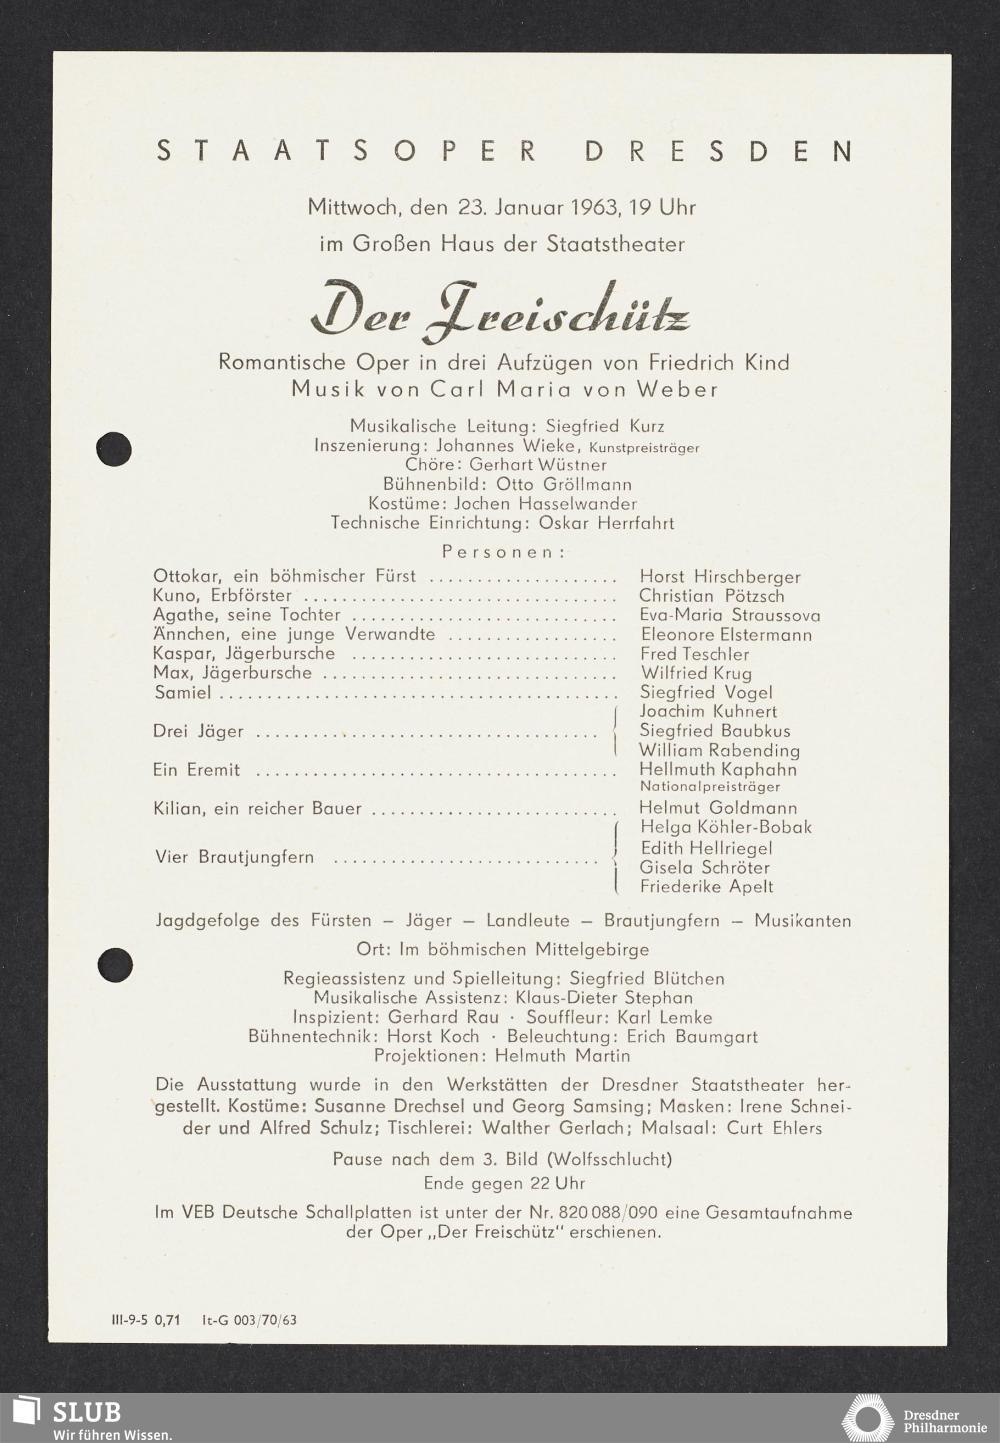 STAATSOPER DRESDEN
Mittwoch, den 23. Januar 1963, 19 Uhr
im Großen Haus der Staatstheater
Der Freischütz
Romantische Oper in drei Aufzügen von Friedrich Kind
Musik von Carl Maria von Weber
Musikalische Leitung: Siegfried Kurz
Inszenierung: Johannes Wieke, Kunstpreisträger
Chöre: Gerhart Wüstner
Bühnenbild: Otto Gröllmann
Kostüme: Jochen Hasselwander
Technische Einrichtung: Oskar Herrfahrt
Personen:
Ottokar, ein böhmischer Fürst .................... Horst Hirschberger
Kuno, Erbförster ................................. Christian Pötzsch
Agathe, seine Tochter ............................ Eva-Maria Straussova
Ännchen, eine junge Verwandte .................. Eleonore Elstermann
Kaspar, Jägerbursche ............................ Fred Teschler
Max, Jägerbursche ............................... Wilfried Krug
Samiel .......................................... Siegfried Vogel
Joachim Kuhnert
Drei Jäger .................................... Siegfried Baubkus
William Rabending
Ein Eremit ...................................... Hellmuth Kaphahn
Nationalpreisträger
Kilian, ein reicher Bauer .......................... Helmut Goldmann
Helga Köhler-Bobak
Edith Hellriegel
Vier Brautjungfern ............................
Gisela Schröter
Friederike Apelt
Jagdgefolge des Fürsten – Jäger – Landleute – Brautjungfern – Musikanten
Ort: Im böhmischen Mittelgebirge
Regieassistenz und Spielleitung: Siegfried Blütchen
Musikalische Assistenz: Klaus-Dieter Stephan
Inspizient: Gerhard Rau · Souffleur: Karl Lemke
Bühnentechnik: Horst Koch · Beleuchtung: Erich Baumgart
Projektionen: Helmuth Martin
Die Ausstattung wurde in den Werkstätten der Dresdner Staatstheater her-
gestellt. Kostüme: Susanne Drechsel und Georg Samsing; Masken: Irene Schnei-
der und Alfred Schulz; Tischlerei: Walther Gerlach; Malsaal: Curt Ehlers
Pause nach dem 3. Bild (Wolfsschlucht)
Ende gegen 22 Uhr
Im VEB Deutsche Schallplatten ist unter der Nr. 820 088/090 eine Gesamtaufnahme
der Oper „Der Freischütz" erschienen.
III-9-5 0,71 It-G 003/70/63
SLUB
Wir führen Wissen.
Dresdner
Philharmonie